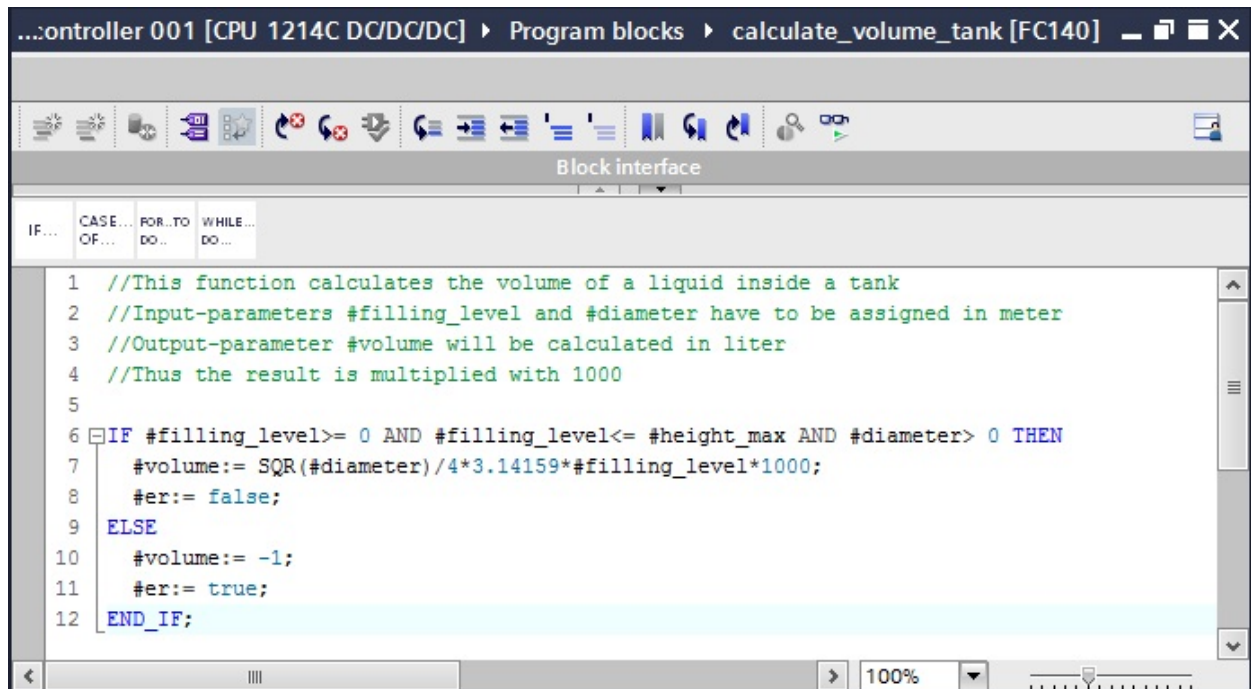 ...:ontroller 001 [CPU 1214C DC/DC/DC] ▸ Program blocks ▸ calculate_volume_tank [FC140]
Block interface
IF... CASE... OF... FOR..TO DO.. WHILE... DO...
1 //This function calculates the volume of a liquid inside a tank
2 //Input-parameters #filling_level and #diameter have to be assigned in meter
3 //Output-parameter #volume will be calculated in liter
4 //Thus the result is multiplied with 1000
5
6 IF #filling_level>= 0 AND #filling_level<= #height_max AND #diameter> 0 THEN
7 #volume:= SQR(#diameter)/4*3.14159*#filling_level*1000;
8 #er:= false;
9 ELSE
10 #volume:= -1;
11 #er:= true;
12 END_IF;
100%